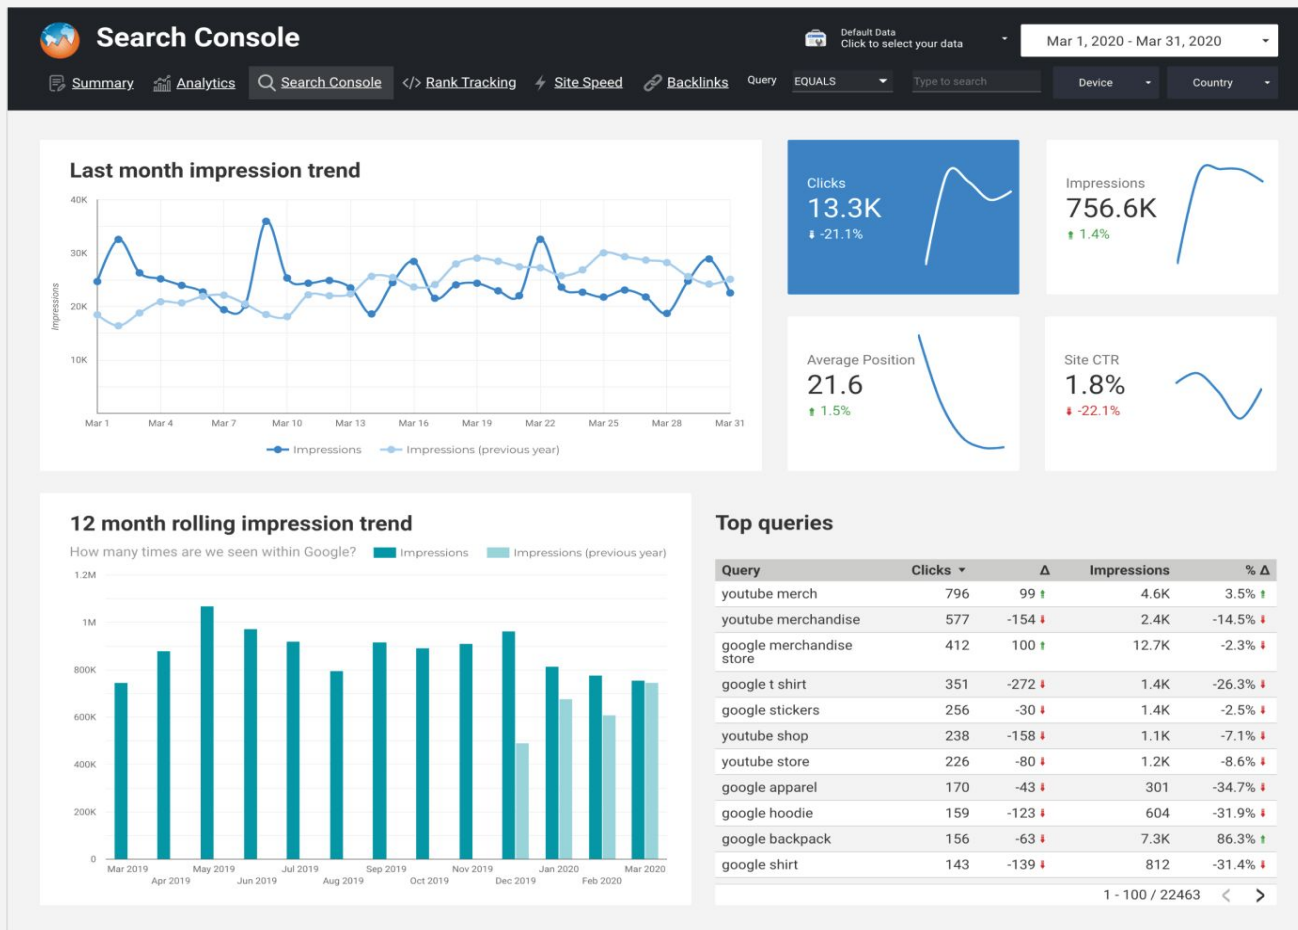 Search Console
Default Data
Click to select your data
Mar 1, 2020 - Mar 31, 2020
Summary
Analytics
Search Console
</> Rank Tracking
Site Speed
Backlinks
Query
EQUALS
Type to search
Device
Country
Last month impression trend
40K
30K
20K
10K
Impressions
Mar 1 Mar 4 Mar 7 Mar 10 Mar 13 Mar 16 Mar 19 Mar 22 Mar 25 Mar 28 Mar 31
Impressions Impressions (previous year)
Clicks
13.3K
-21.1%
Impressions
756.6K
1.4%
Average Position
21.6
1.5%
Site CTR
1.8%
-22.1%
12 month rolling impression trend
How many times are we seen within Google? Impressions Impressions (previous year)
1.2M
1M
800K
600K
400K
200K
0
Mar 2019 May 2019 Jul 2019 Sep 2019 Nov 2019 Jan 2020 Mar 2020
Apr 2019 Jun 2019 Aug 2019 Oct 2019 Dec 2019 Feb 2020
Top queries
Query Clicks Δ Impressions % Δ
youtube merch 796 99 4.6K 3.5%
youtube merchandise 577 -154 2.4K -14.5%
google merchandise 412 100 12.7K -2.3%
store
google t shirt 351 -272 1.4K -26.3%
google stickers 256 -30 1.4K -2.5%
youtube shop 238 -158 1.1K -7.1%
youtube store 226 -80 1.2K -8.6%
google apparel 170 -43 301 -34.7%
google hoodie 159 -123 604 -31.9%
google backpack 156 -63 7.3K 86.3%
google shirt 143 -139 812 -31.4%
1 - 100 / 22463